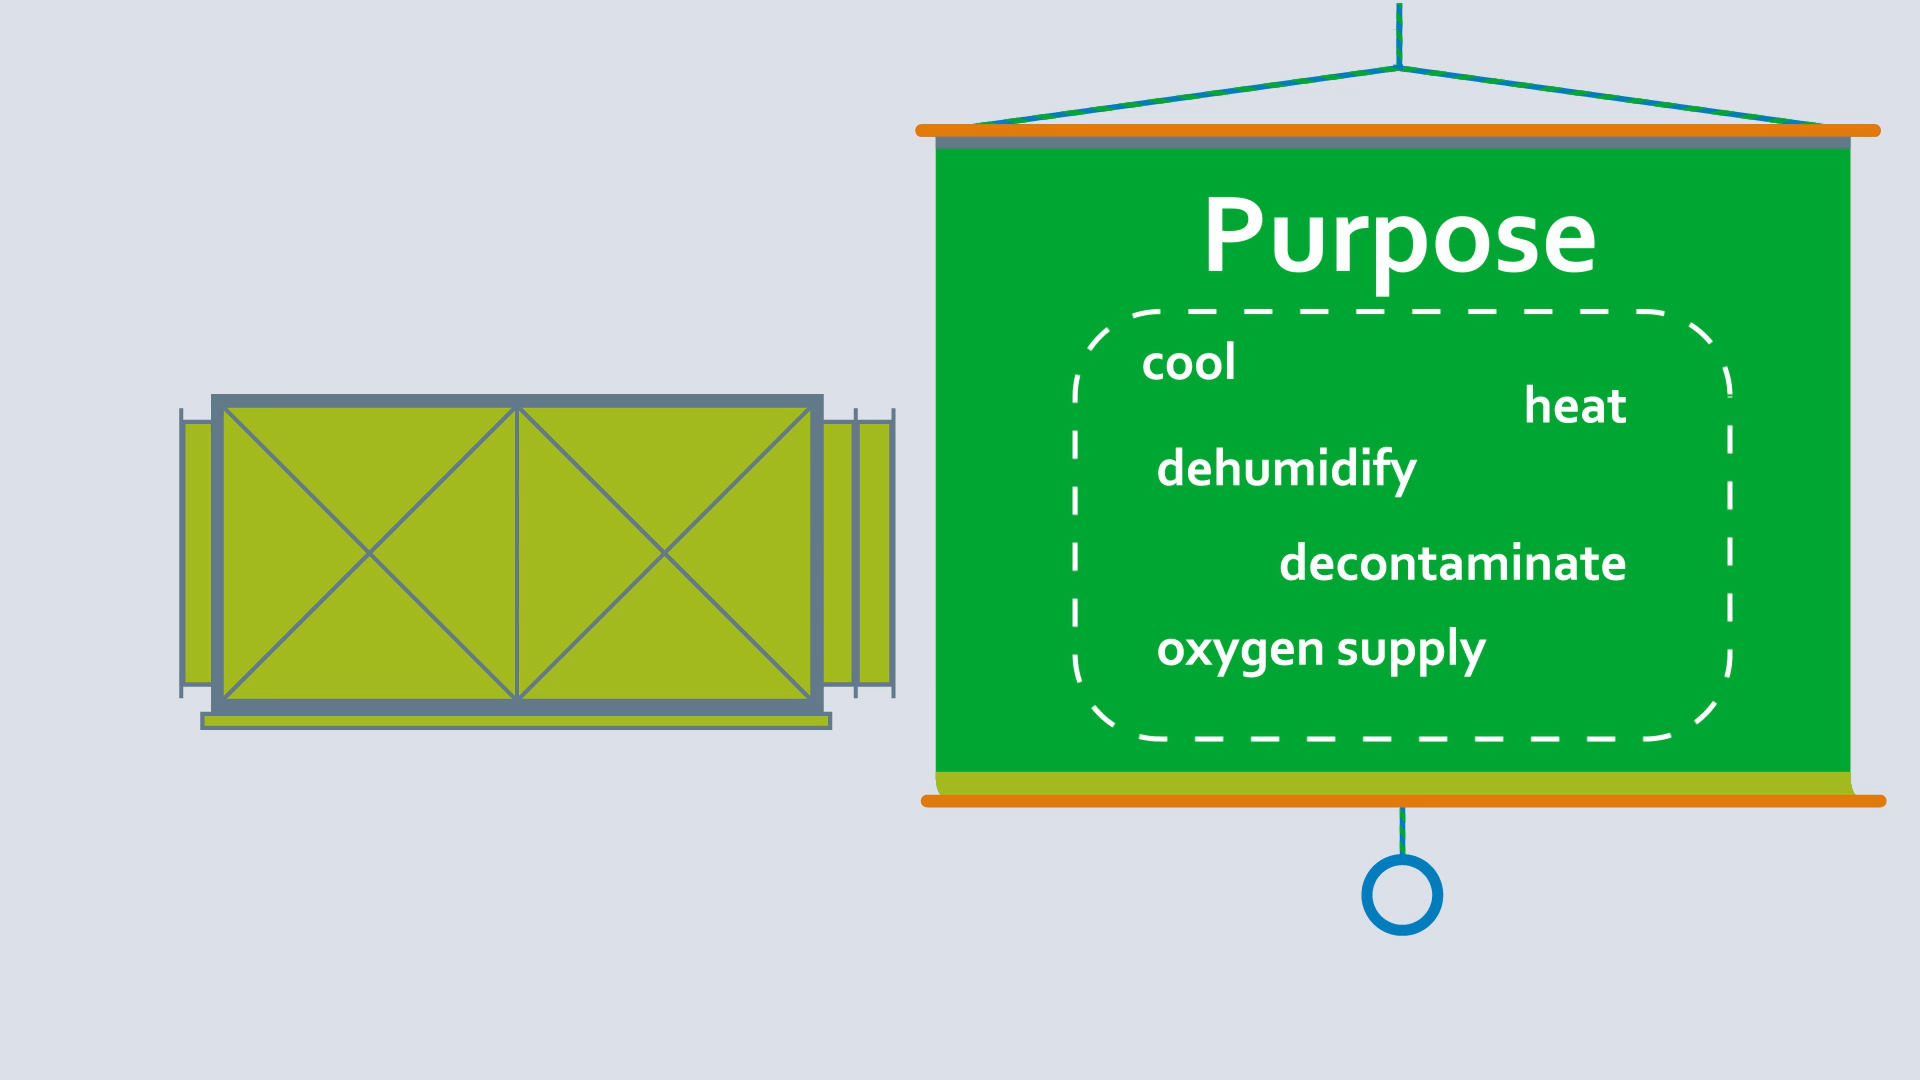 Purpose
cool
heat
dehumidify
decontaminate
oxygen supply